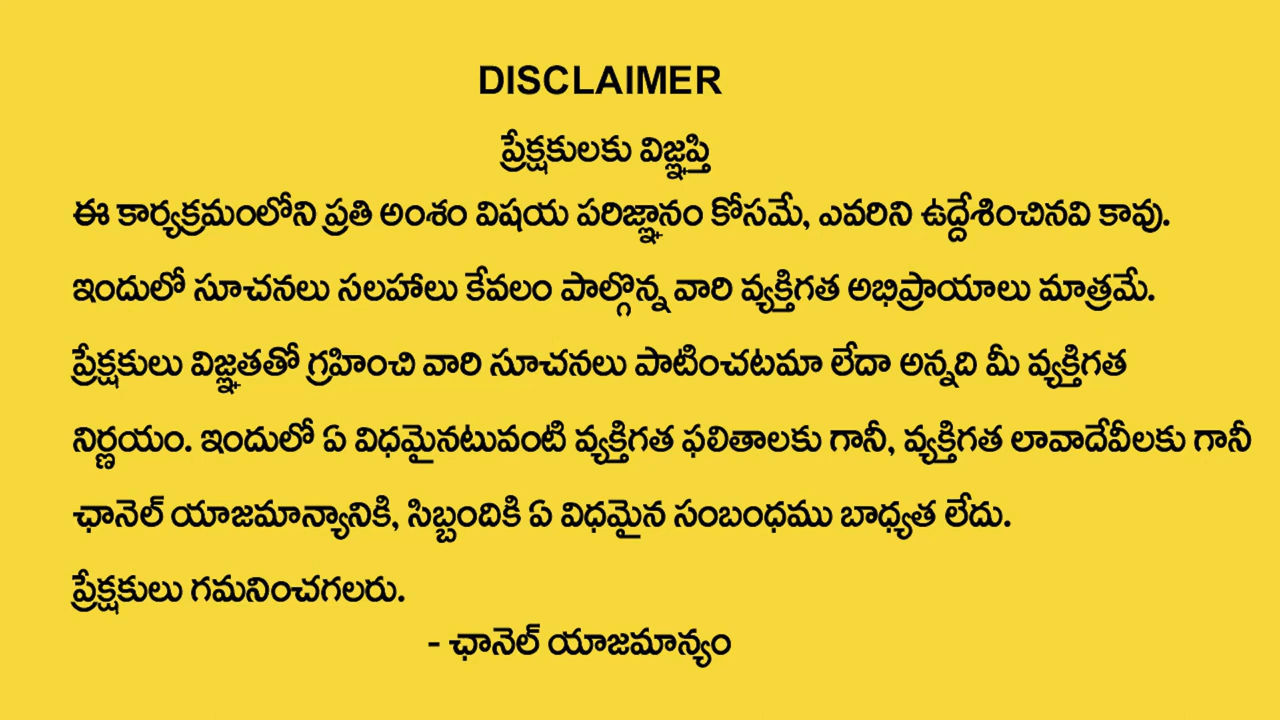 DISCLAIMER
ప్రేక్షకులకు విజ్ఞప్తి
ఈ కార్యక్రమంలోని ప్రతి అంశం విషయ పరిజ్ఞానం కోసమే, ఎవరిని ఉద్దేశించినవి కావు.
ఇందులో సూచనలు సలహాలు కేవలం పాల్గొన్న వారి వ్యక్తిగత అభిప్రాయాలు మాత్రమే.
ప్రేక్షకులు విజ్ఞతతో గ్రహించి వారి సూచనలు పాటించటమా లేదా అన్నది మీ వ్యక్తిగత
నిర్ణయం. ఇందులో ఏ విధమైనటువంటి వ్యక్తిగత ఫలితాలకు గానీ, వ్యక్తిగత లావాదేవీలకు గానీ
ఛానెల్ యాజమాన్యానికి, సిబ్బందికి ఏ విధమైన సంబంధము బాధ్యత లేదు.
ప్రేక్షకులు గమనించగలరు.
- ఛానెల్ యాజమాన్యం